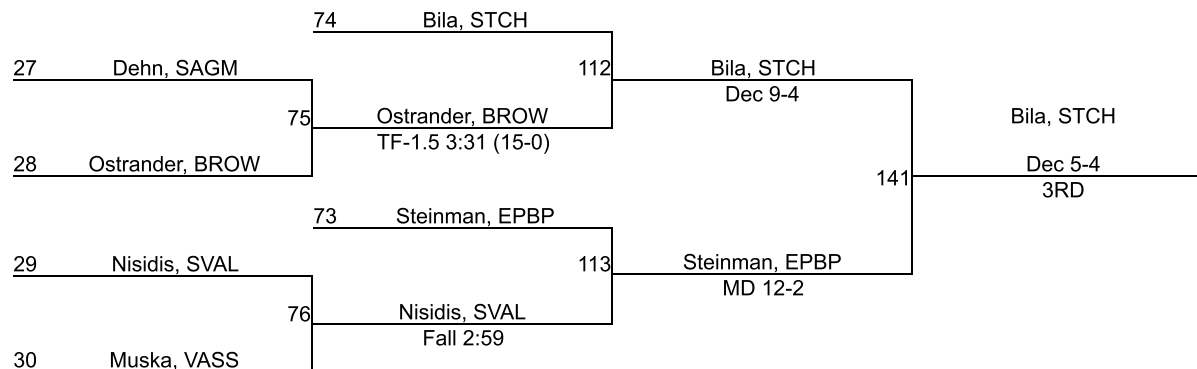 74 Bila, STCH
27 Dehn, SAGM
112 Bila, STCH
Dec 9-4
75 Ostrander, BROW
TF-1.5 3:31 (15-0)
Bila, STCH
28 Ostrander, BROW
141 Dec 5-4
3RD
73 Steinman, EPBP
29 Nisidis, SVAL
113 Steinman, EPBP
MD 12-2
76 Nisidis, SVAL
Fall 2:59
30 Muska, VASS